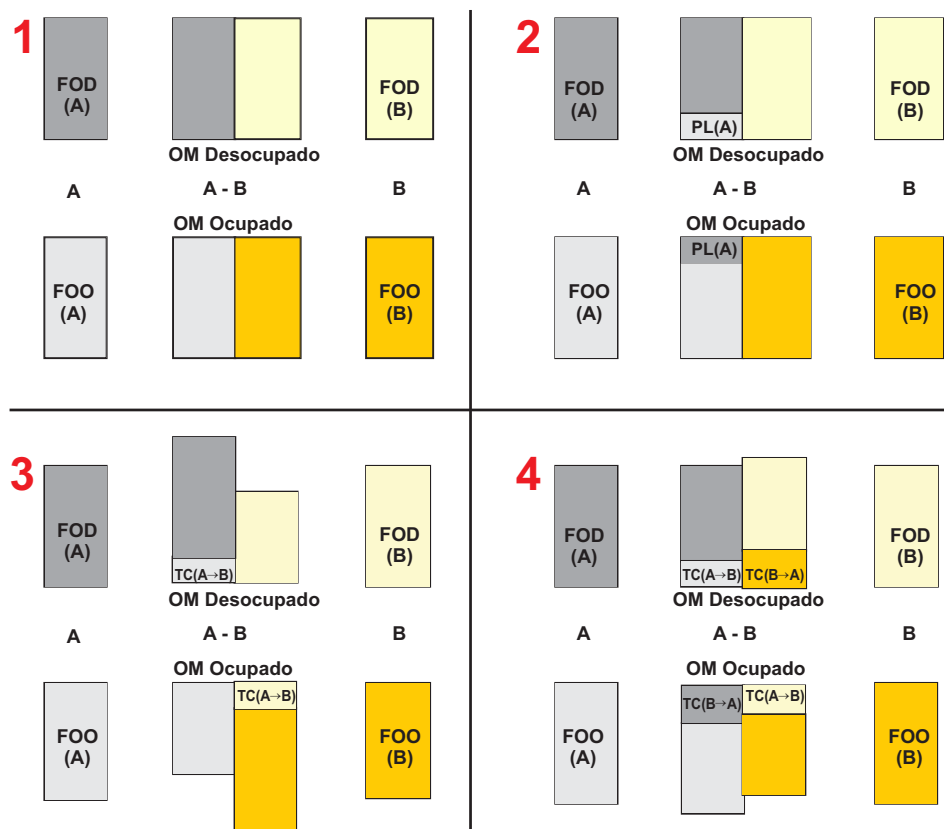 1
FOD
(A)
FOD
(B)
OM Desocupado
A
A - B
B
OM Ocupado
FOO
(A)
FOO
(B)
2
FOD
(A)
PL(A)
FOD
(B)
OM Desocupado
A
A - B
B
OM Ocupado
PL(A)
FOO
(A)
FOO
(B)
3
FOD
(A)
TC(A→B)
FOD
(B)
OM Desocupado
A
A - B
B
OM Ocupado
TC(A→B)
FOO
(A)
FOO
(B)
4
FOD
(A)
TC(A→B)
TC(B→A)
FOD
(B)
OM Desocupado
A
A - B
B
OM Ocupado
TC(B→A)
TC(A→B)
FOO
(A)
FOO
(B)